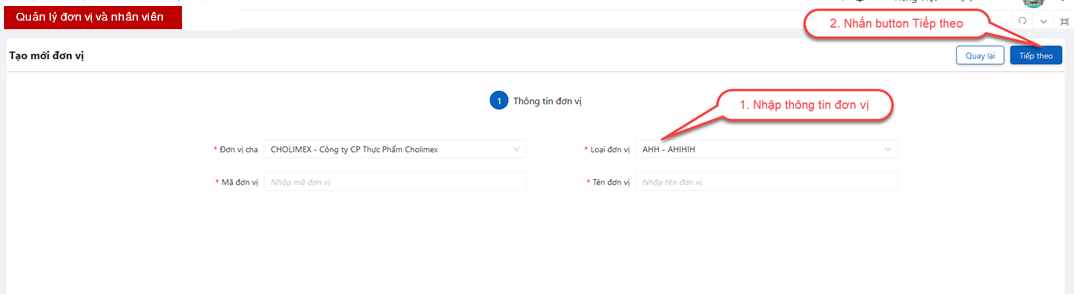 Quản lý đơn vị và nhân viên
2. Nhấn button Tiếp theo
Tạo mới đơn vị
Quay lại
Tiếp theo
1 Thông tin đơn vị
1. Nhập thông tin đơn vị
* Đơn vị cha CHOLIMEX - Công ty CP Thực Phẩm Cholimex
* Loại đơn vị AHH - AHIHIH
* Mã đơn vị Nhập mã đơn vị
* Tên đơn vị Nhập tên đơn vị